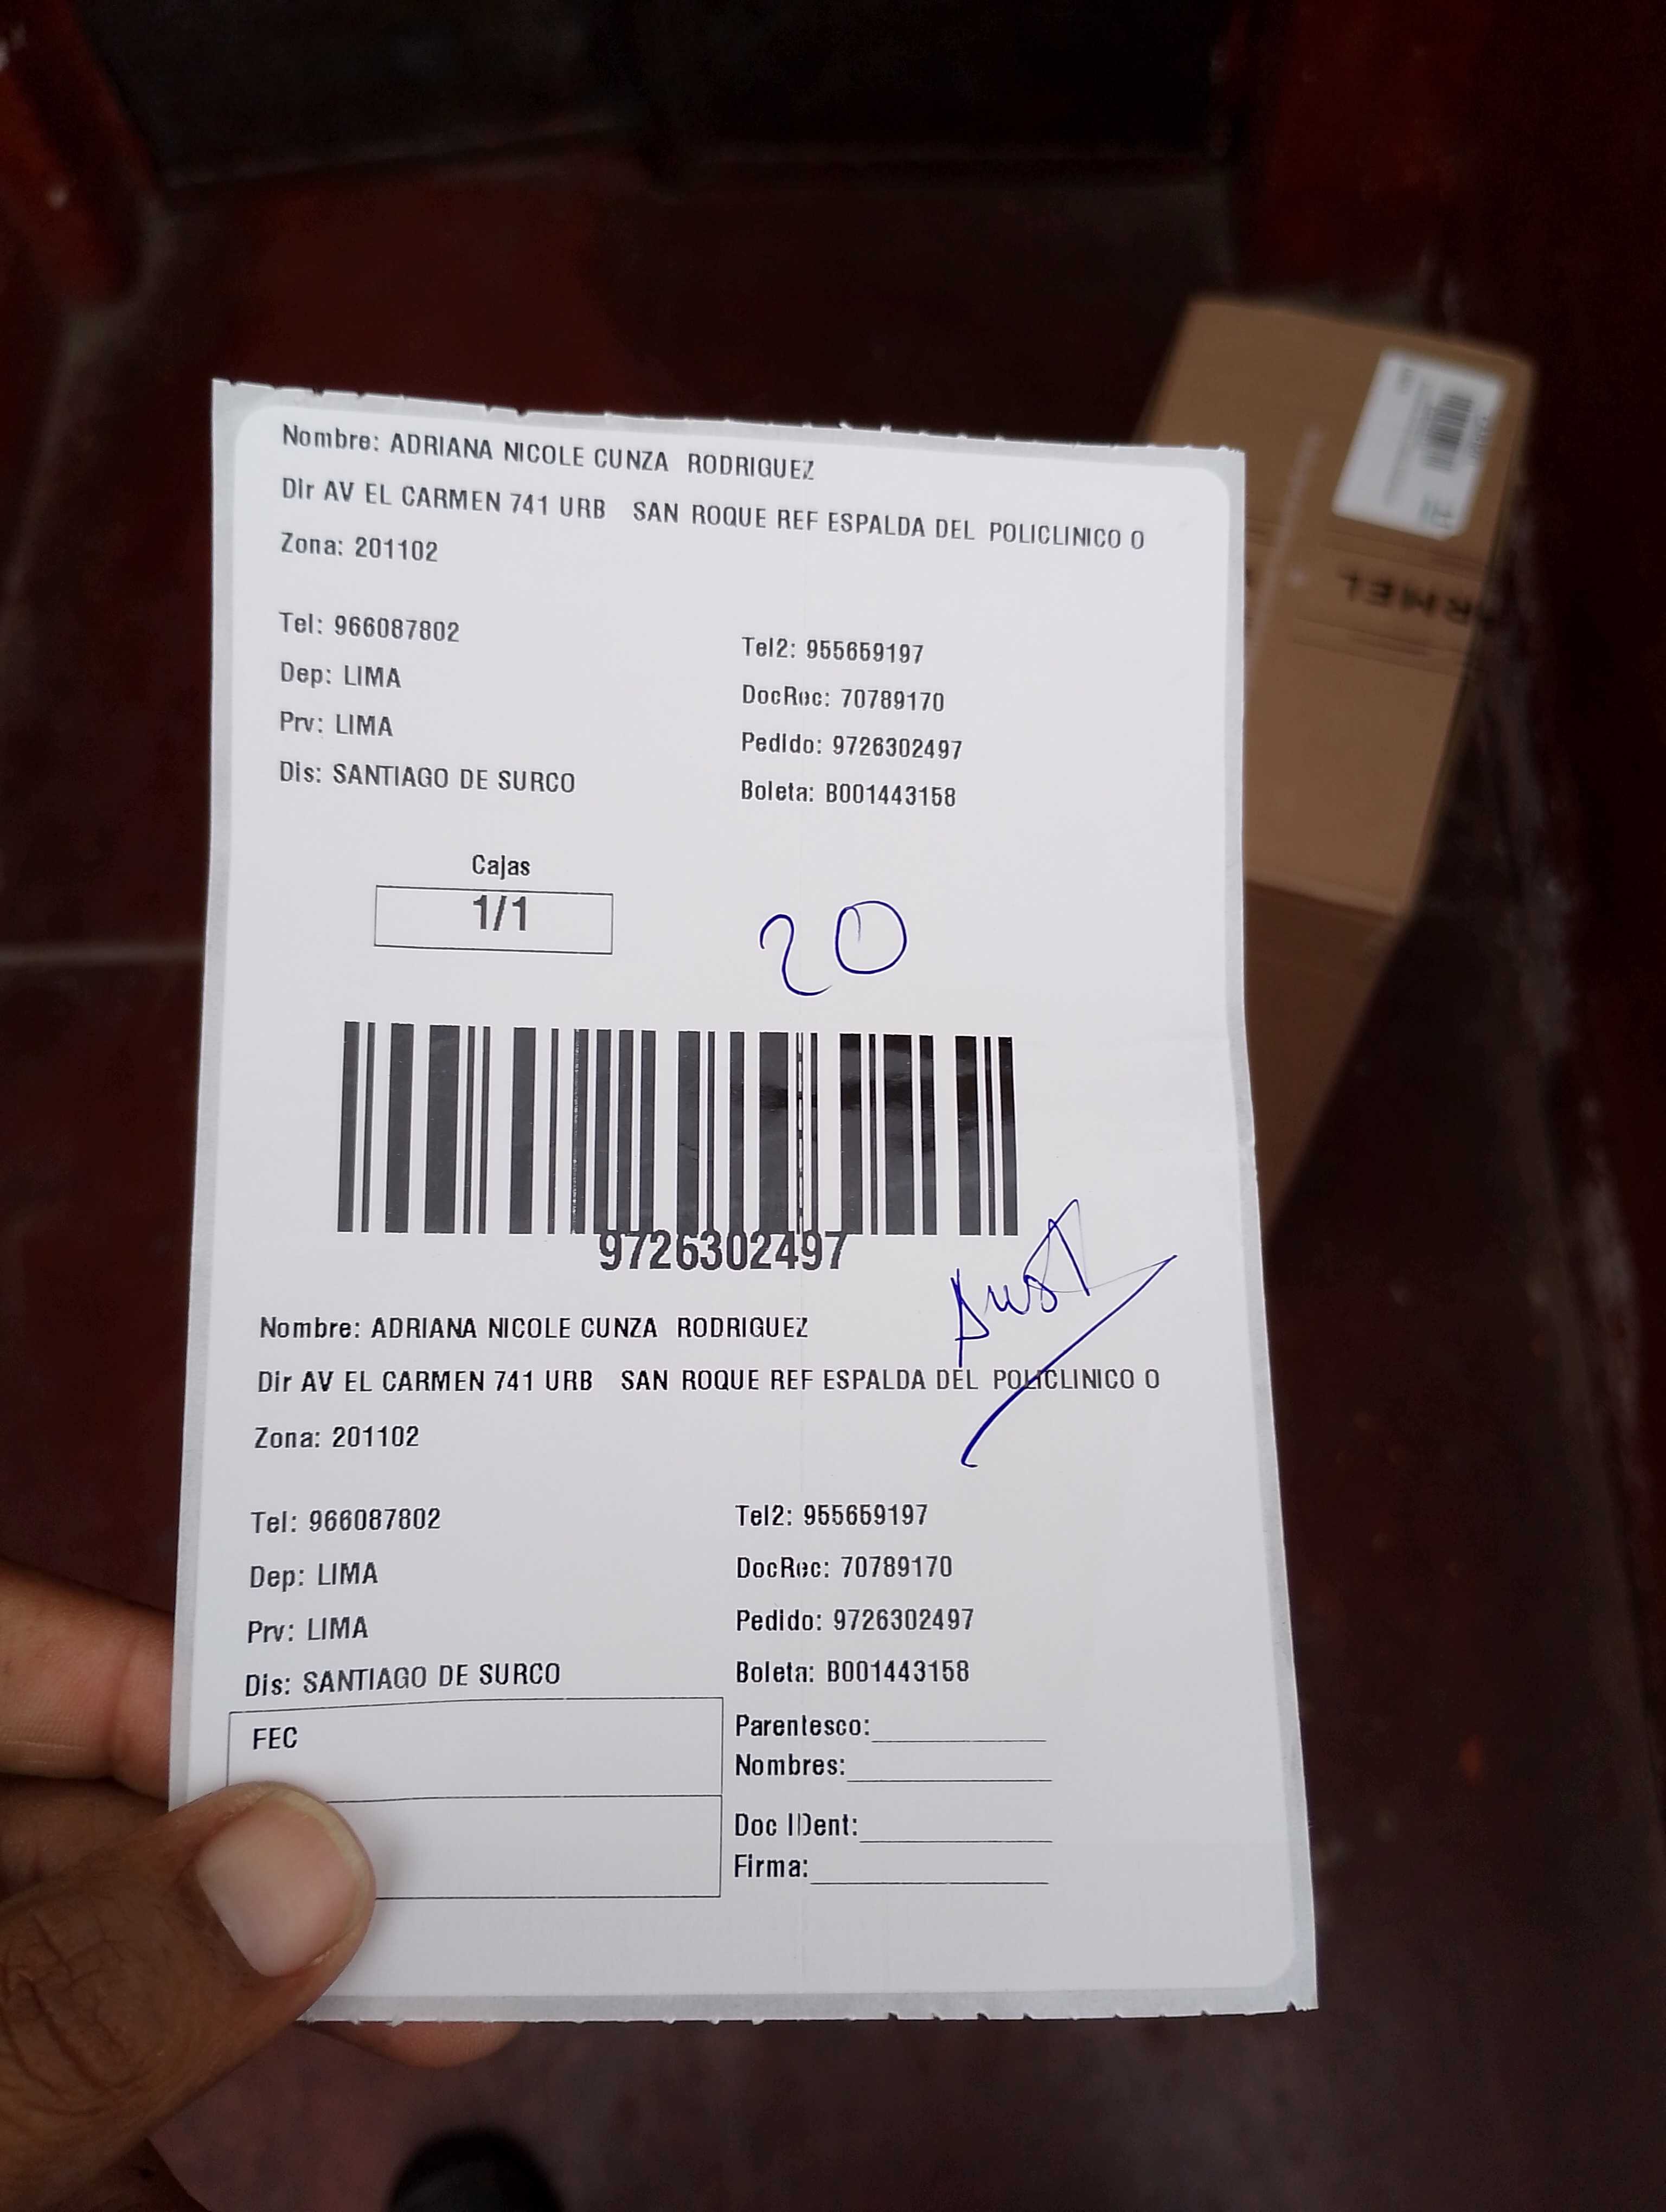 Nombre: ADRIANA NICOLE CUNZA RODRIGUEZ
Dir AV EL CARMEN 741 URB SAN ROQUE REF ESPALDA DEL POLICLINICO O
Zona: 201102
Tel: 966087802
Tel2: 955659197
Dep: LIMA
DocRec: 70789170
Prv: LIMA
Pedido: 9726302497
Dis: SANTIAGO DE SURCO
Boleta: B001443158
Cajas
1/1
20
9726302497
Nombre: ADRIANA NICOLE CUNZA RODRIGUEZ
Dir AV EL CARMEN 741 URB SAN ROQUE REF ESPALDA DEL POLICLINICO O
Zona: 201102
Tel: 966087802
Tel2: 955659197
Dep: LIMA
DocRec: 70789170
Prv: LIMA
Pedido: 9726302497
Dis: SANTIAGO DE SURCO
Boleta: B001443158
FEC
Parentesco:
Nombres:
Doc IDent:
Firma: